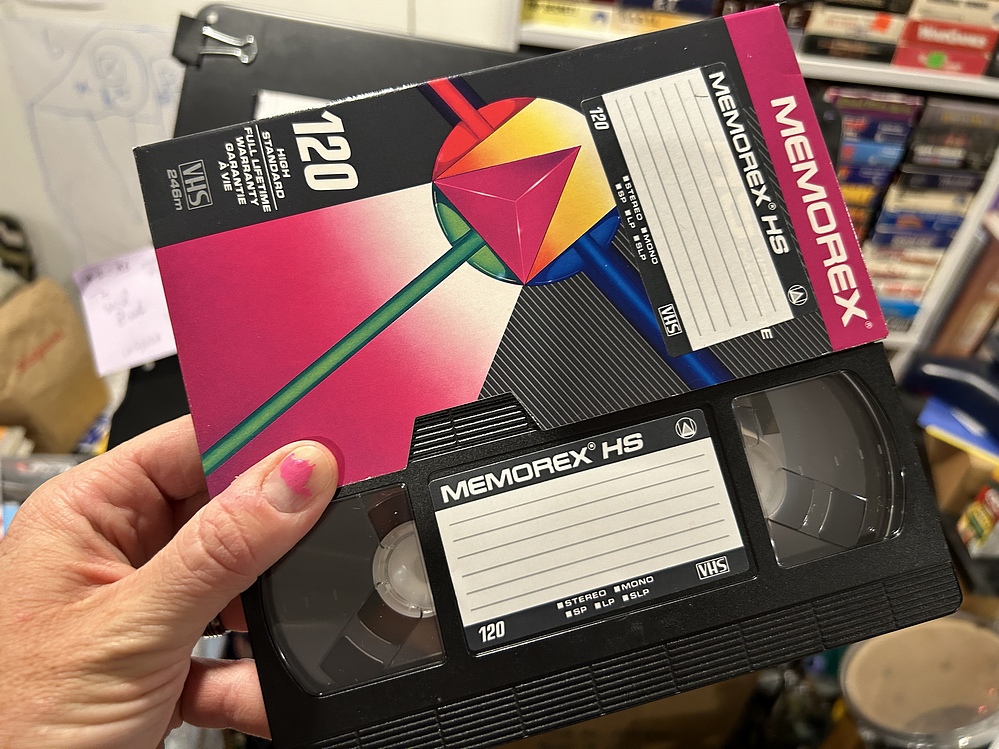 120
HIGH
STANDARD
FULL LIFETIME
WARRANTY
GARANTIE
À VIE
VHS
246m
MEMOREX®
MEMOREX® HS
120
■STEREO ■MONO
■SP ■LP ■SLP
VHS
MEMOREX® HS
■STEREO ■MONO
■SP ■LP ■SLP
120
VHS